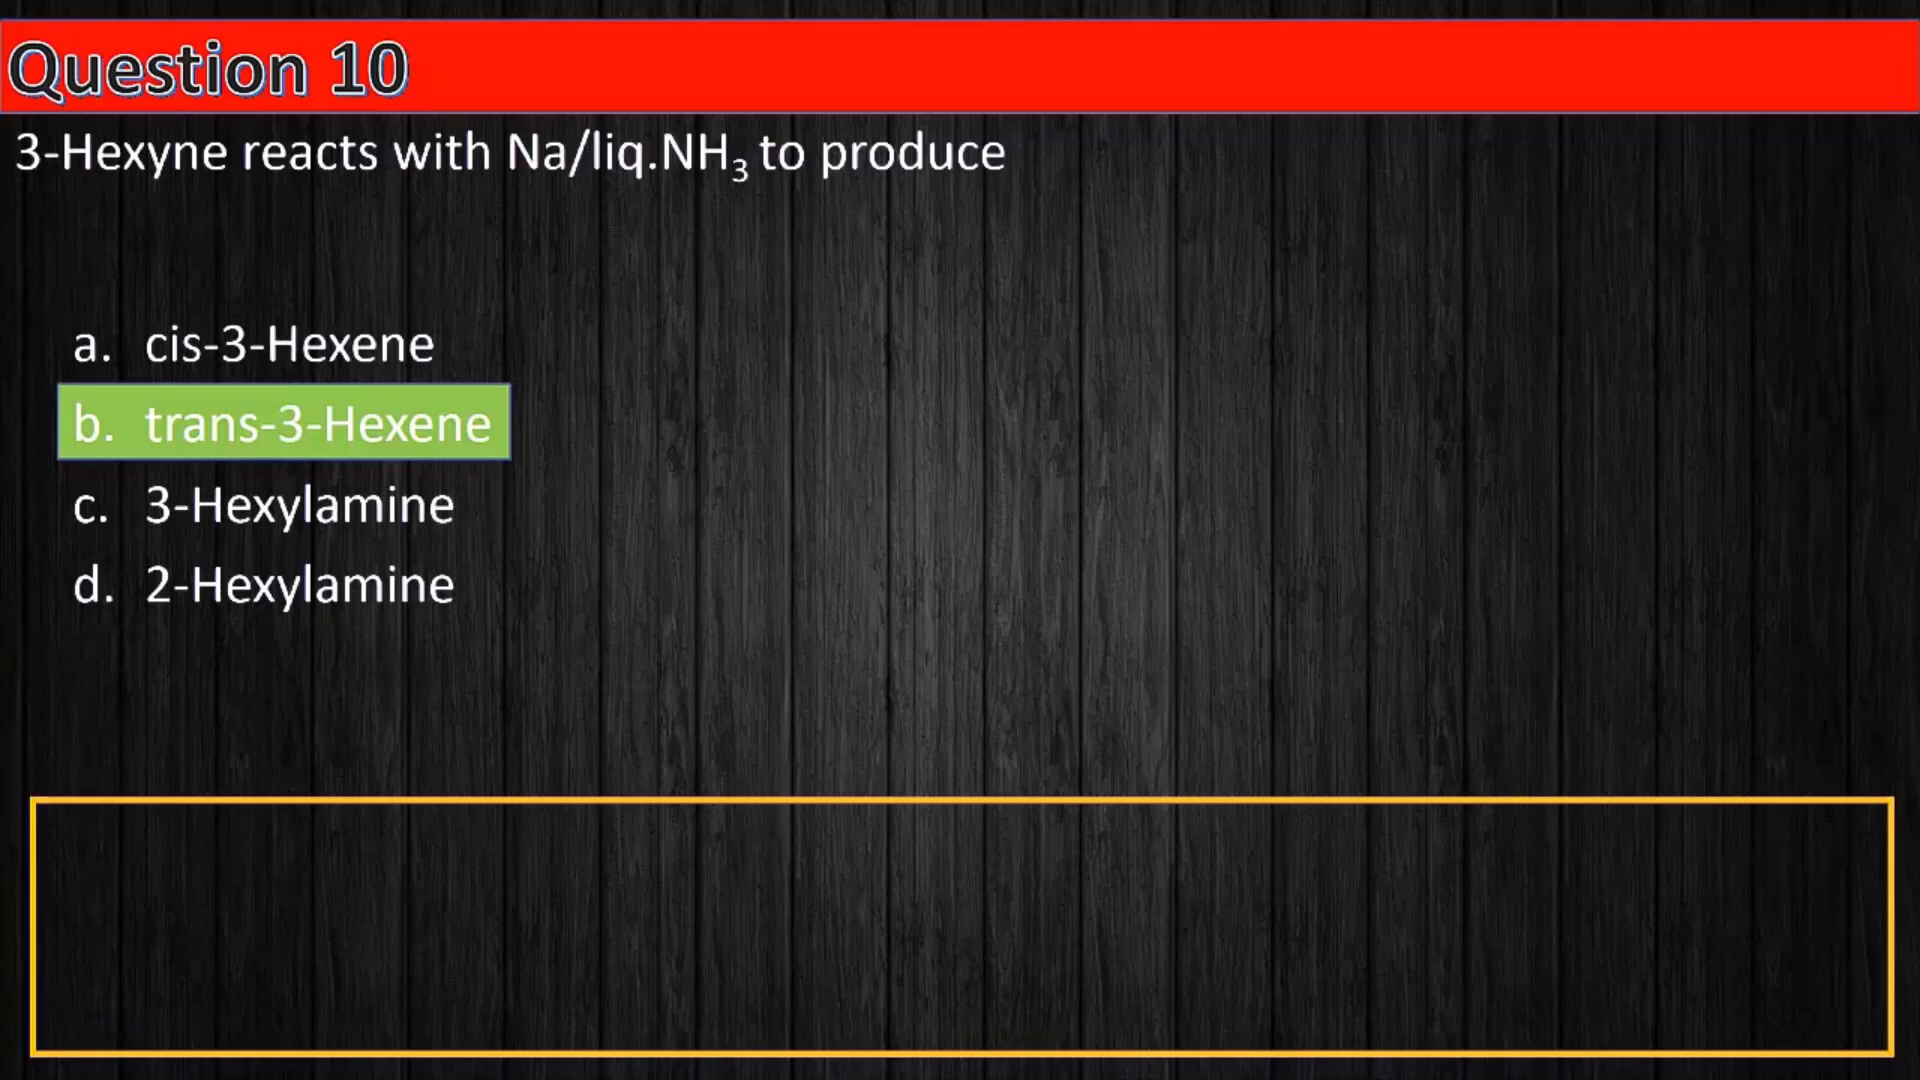 Question 10
3-Hexyne reacts with Na/liq.NH₃ to produce
a. cis-3-Hexene
b. trans-3-Hexene
c. 3-Hexylamine
d. 2-Hexylamine